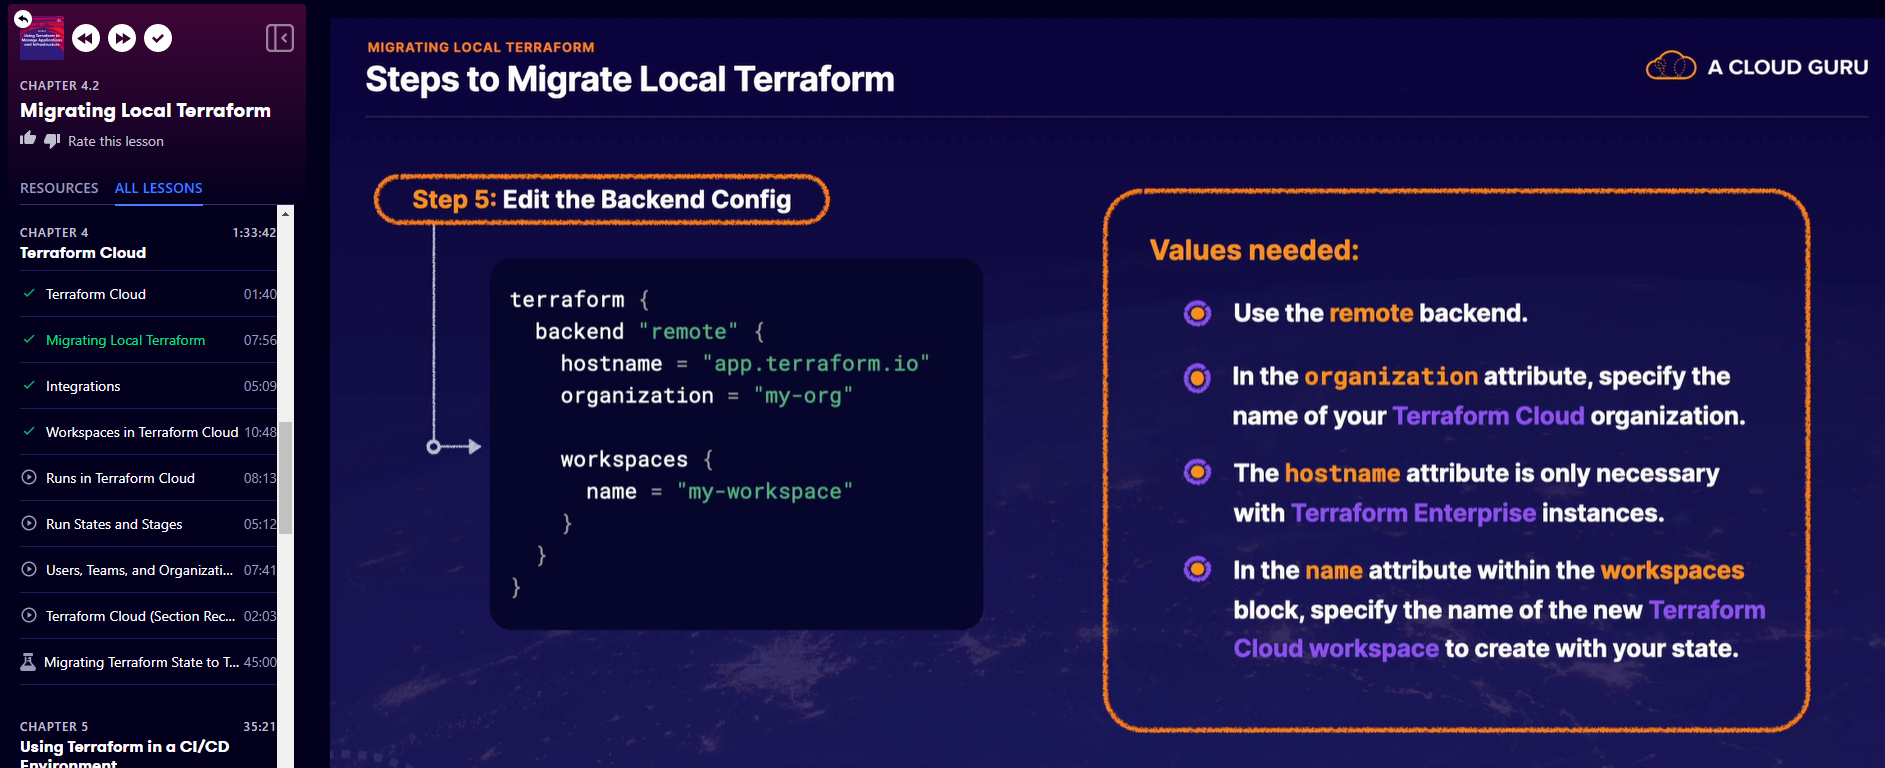 Using Terraform to
Manage Applications
and Infrastructure
CHAPTER 4.2
Migrating Local Terraform
Rate this lesson
RESOURCES ALL LESSONS
CHAPTER 4 1:33:42
Terraform Cloud
Terraform Cloud 01:40
Migrating Local Terraform 07:56
Integrations 05:09
Workspaces in Terraform Cloud 10:48
Runs in Terraform Cloud 08:13
Run States and Stages 05:12
Users, Teams, and Organizati... 07:41
Terraform Cloud (Section Rec... 02:03
Migrating Terraform State to T... 45:00
CHAPTER 5 35:21
Using Terraform in a CI/CD
Environment
MIGRATING LOCAL TERRAFORM
Steps to Migrate Local Terraform
A CLOUD GURU
Step 5: Edit the Backend Config
terraform {
backend "remote" {
hostname = "app.terraform.io"
organization = "my-org"
workspaces {
name = "my-workspace"
}
}
}
Values needed:
Use the remote backend.
In the organization attribute, specify the
name of your Terraform Cloud organization.
The hostname attribute is only necessary
with Terraform Enterprise instances.
In the name attribute within the workspaces
block, specify the name of the new Terraform
Cloud workspace to create with your state.